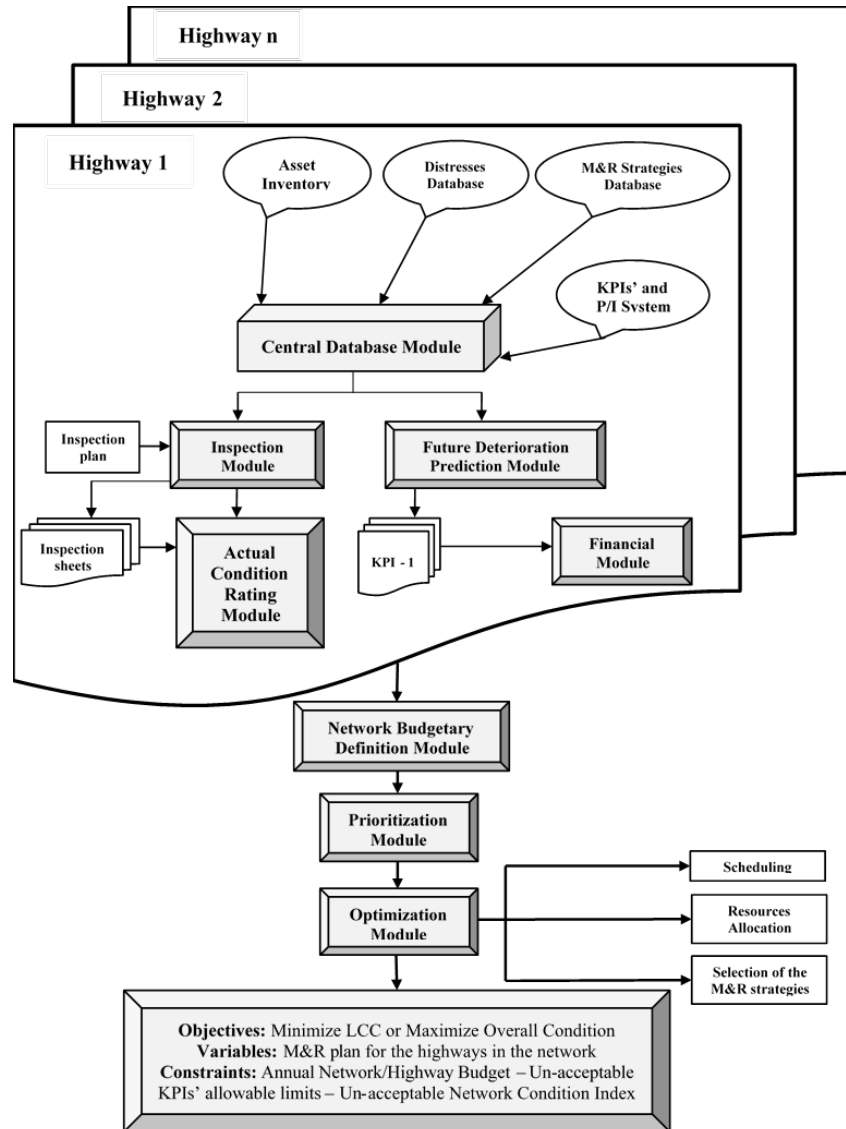 Highway n
Highway 2
Highway 1
Asset
Inventory
Distresses
Database
M&R Strategies
Database
KPIs' and
P/I System
Central Database Module
Inspection
plan
Inspection
Module
Future Deterioration
Prediction Module
Inspection
sheets
Actual
Condition
Rating
Module
KPI - 1
Financial
Module
Network Budgetary
Definition Module
Prioritization
Module
Optimization
Module
Scheduling
Resources
Allocation
Selection of the
M&R strategies
Objectives: Minimize LCC or Maximize Overall Condition
Variables: M&R plan for the highways in the network
Constraints: Annual Network/Highway Budget – Un-acceptable
KPIs' allowable limits – Un-acceptable Network Condition Index